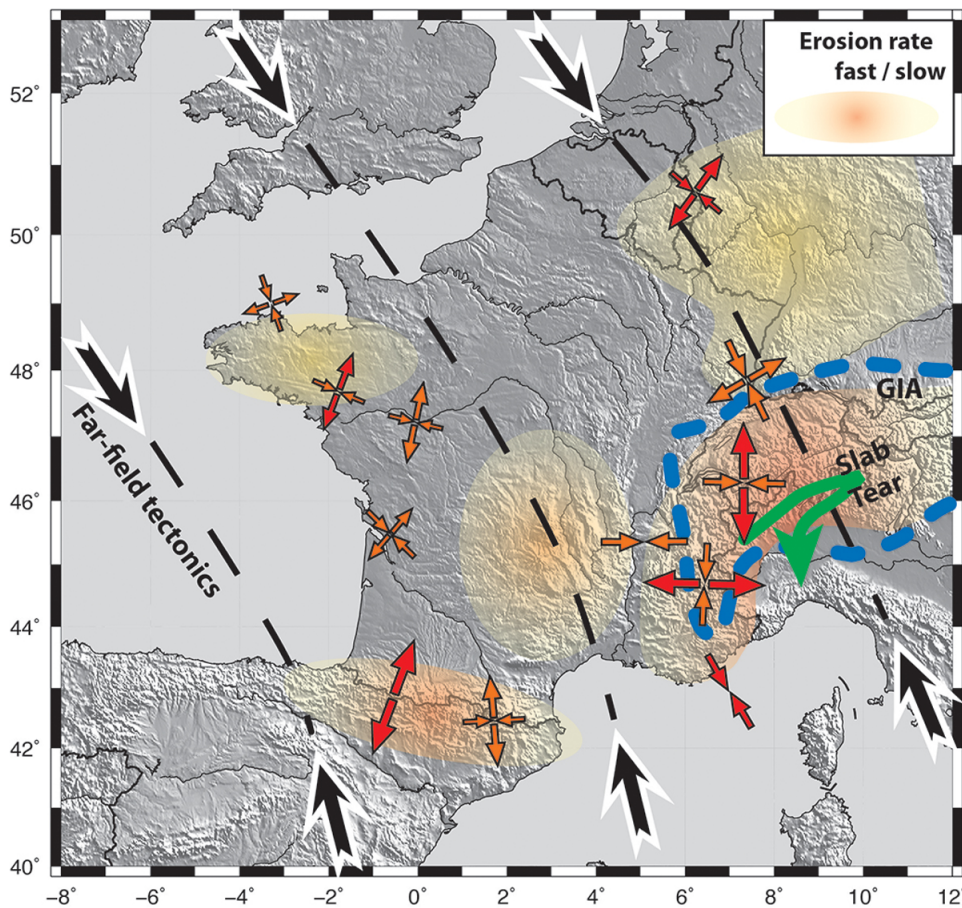 Erosion rate
fast / slow
52°
50°
48°
46°
44°
42°
40°
GIA
Slab
Tear
Far-field tectonics
−8° −6° −4° −2° 0° 2° 4° 6° 8° 10° 12°